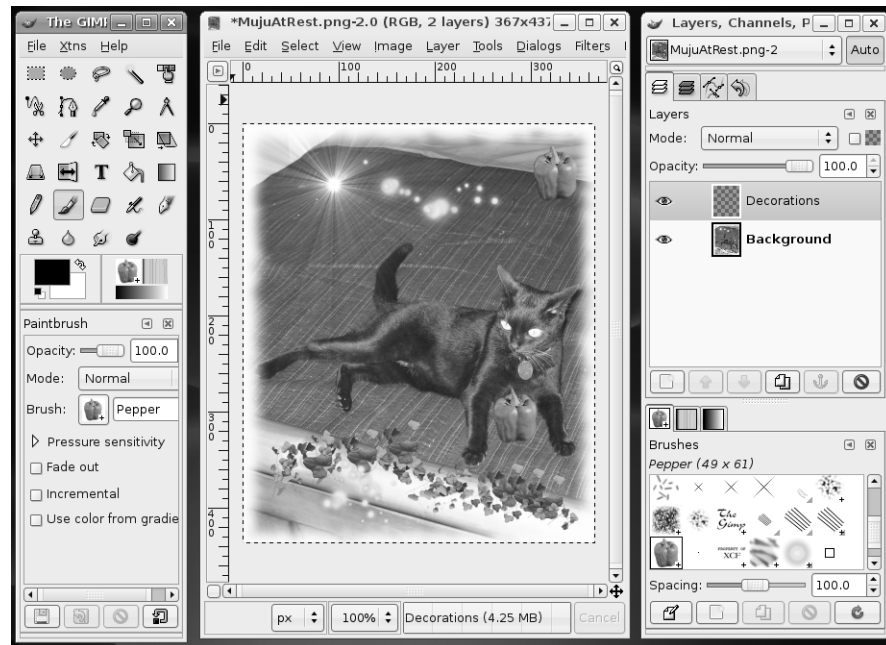 The GIMP
File Xtns Help
Paintbrush
Opacity: 100.0
Mode: Normal
Brush: Pepper
Pressure sensitivity
Fade out
Incremental
Use color from gradie
*MujuAtRest.png-2.0 (RGB, 2 layers) 367x437
File Edit Select View Image Layer Tools Dialogs Filters
0 100 200 300
0
100
200
300
400
px 100% Decorations (4.25 MB) Cancel
Layers, Channels, P
MujuAtRest.png-2 Auto
Layers
Mode: Normal
Opacity: 100.0
Decorations
Background
Brushes
Pepper (49 x 61)
The Gimp
PROPERTY OF
XCF
Spacing: 100.0